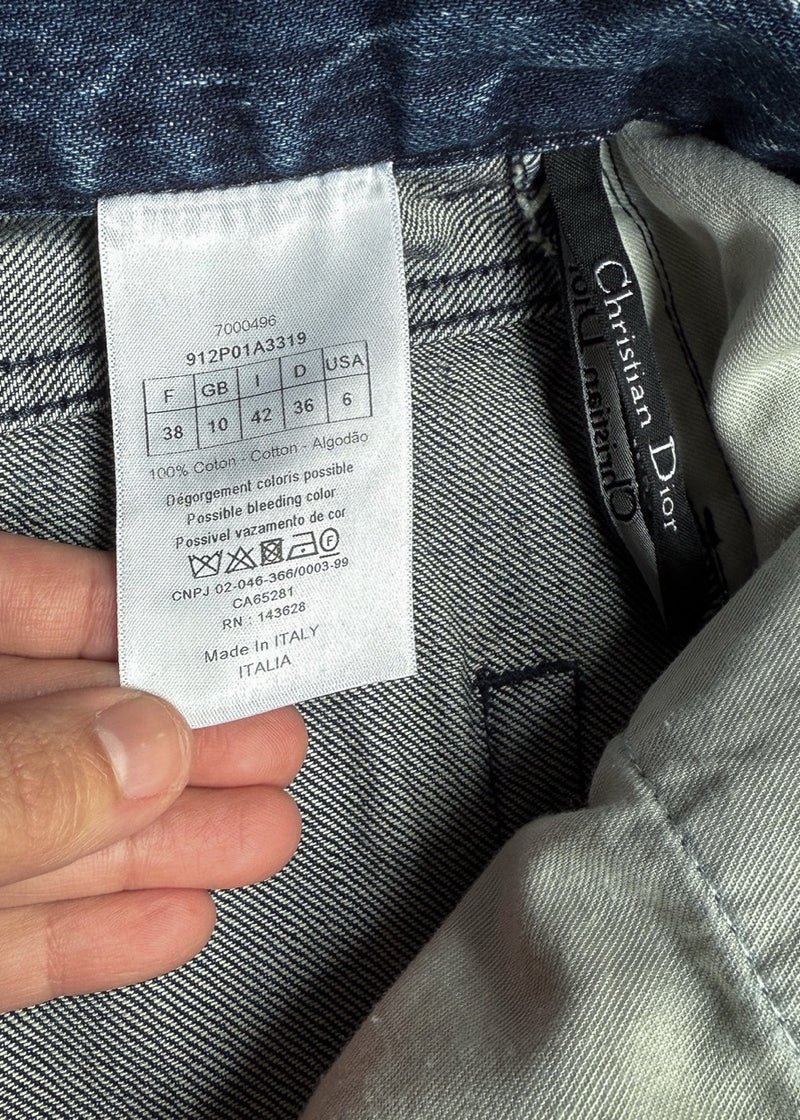 7000496
912P01A3319
F GB I D USA
38 10 42 36 6
100% Coton - Cotton - Algodão
Dégorgement coloris possible
Possible bleeding color
Possivel vazamento de cor
F
CNPJ 02-046-366/0003-99
CA65281
RN : 143628
Made In ITALY
ITALIA
Christian Dior
Christian Dior